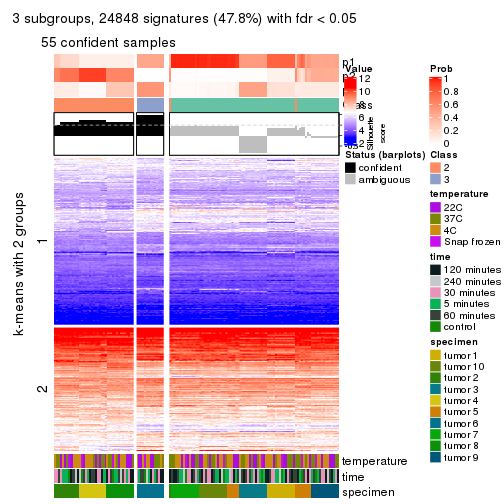 3 subgroups, 24848 signatures (47.8%) with fdr < 0.05
55 confident samples
k-means with 2 groups
1
2
p1
p2
Value
12
10
8
6
4
2
Silhouette
score
Status (barplots)
confident
ambiguous
Prob
1
0.8
0.6
0.4
0.2
0
Class
2
3
temperature
22C
37C
4C
Snap frozen
time
120 minutes
240 minutes
30 minutes
5 minutes
60 minutes
control
specimen
tumor 1
tumor 10
tumor 2
tumor 3
tumor 4
tumor 5
tumor 6
tumor 7
tumor 8
tumor 9
temperature
time
specimen